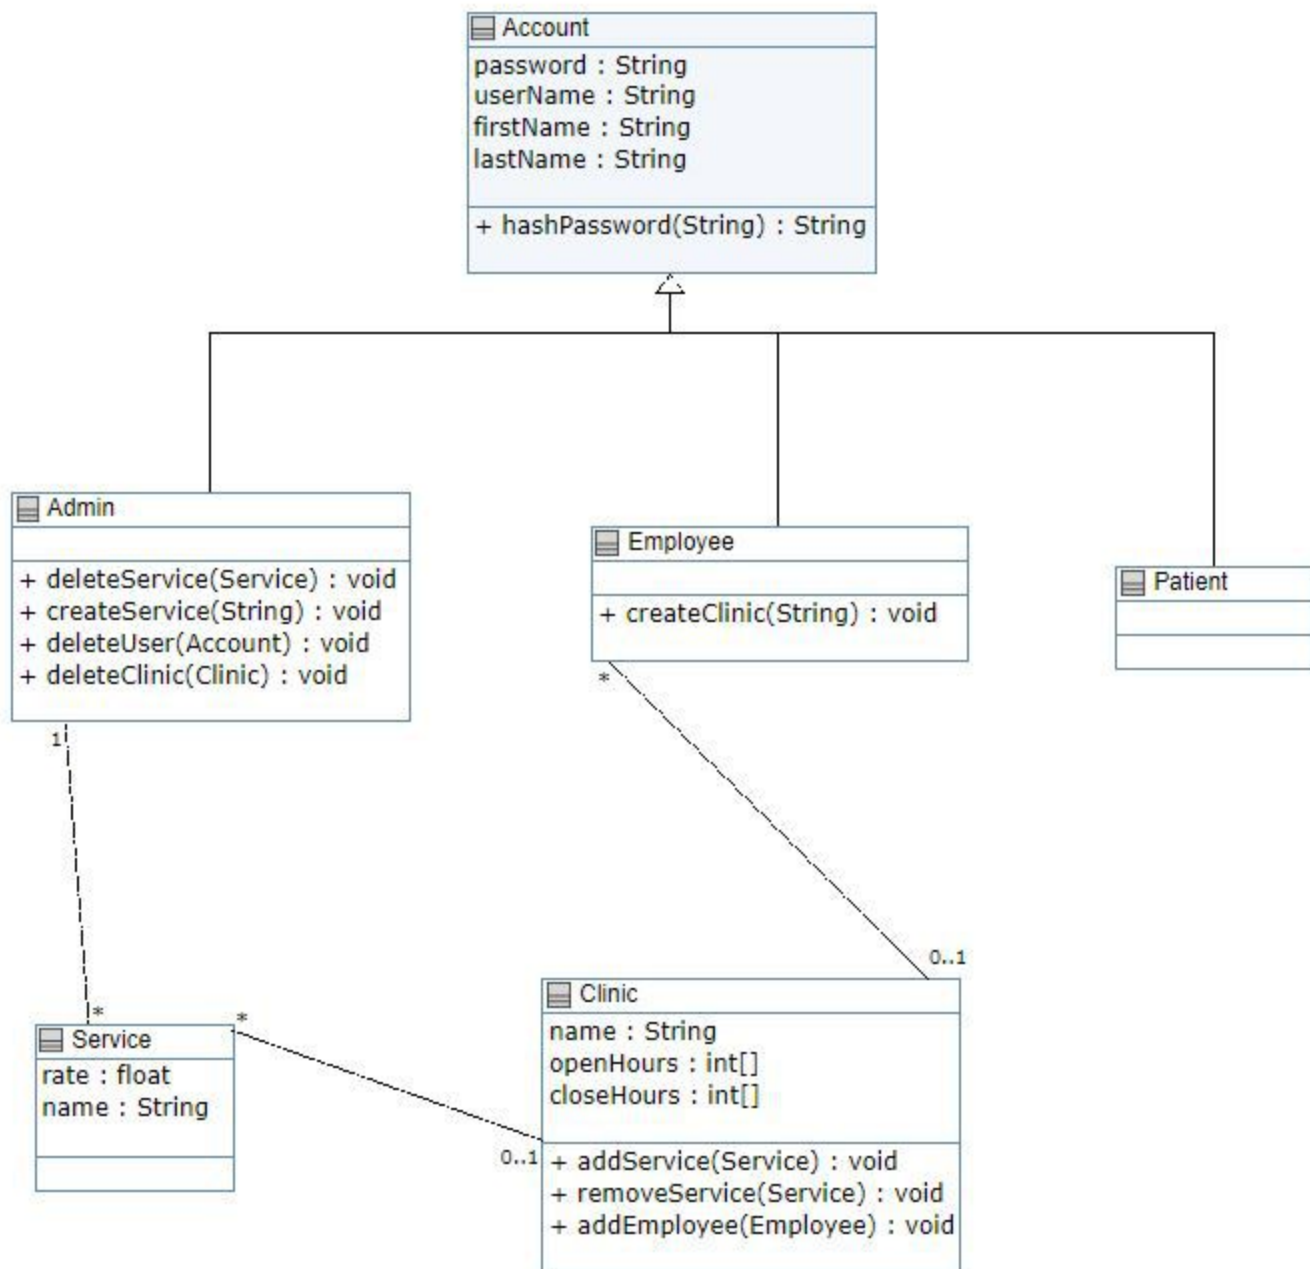 Account
password : String
userName : String
firstName : String
lastName : String
+ hashPassword(String) : String
Admin
+ deleteService(Service) : void
+ createService(String) : void
+ deleteUser(Account) : void
+ deleteClinic(Clinic) : void
Employee
+ createClinic(String) : void
Patient
*
1
0..1
*
*
Service
rate : float
name : String
Clinic
name : String
openHours : int[]
closeHours : int[]
0..1
+ addService(Service) : void
+ removeService(Service) : void
+ addEmployee(Employee) : void